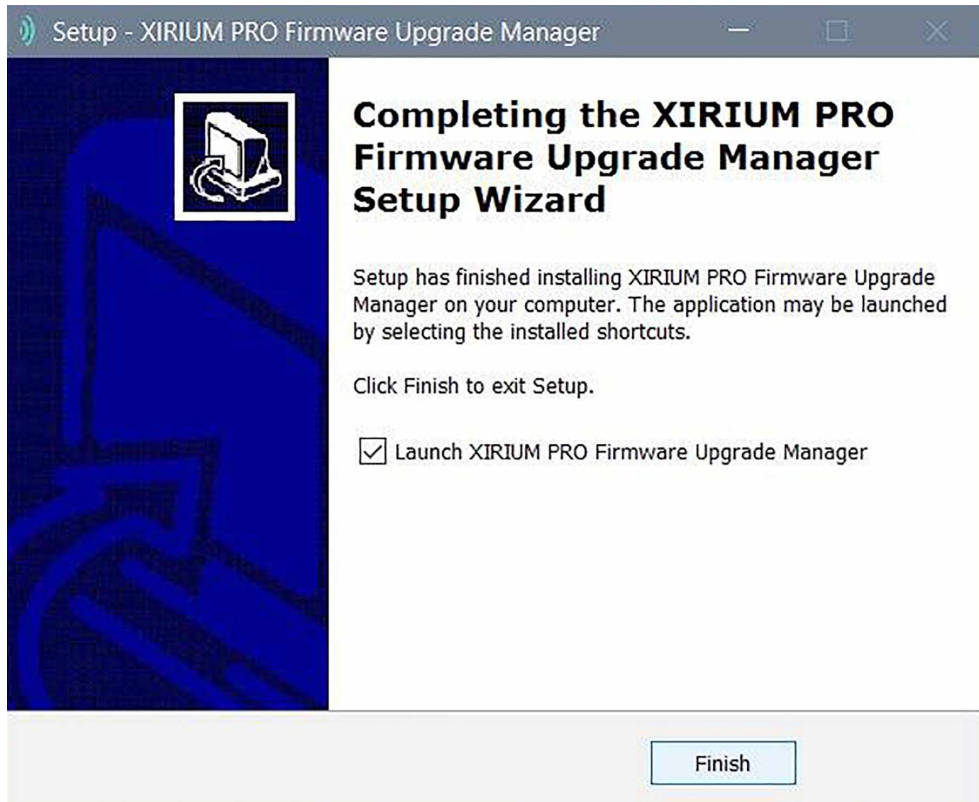 Setup - XIRIUM PRO Firmware Upgrade Manager
Completing the XIRIUM PRO
Firmware Upgrade Manager
Setup Wizard
Setup has finished installing XIRIUM PRO Firmware Upgrade
Manager on your computer. The application may be launched
by selecting the installed shortcuts.
Click Finish to exit Setup.
Launch XIRIUM PRO Firmware Upgrade Manager
Finish